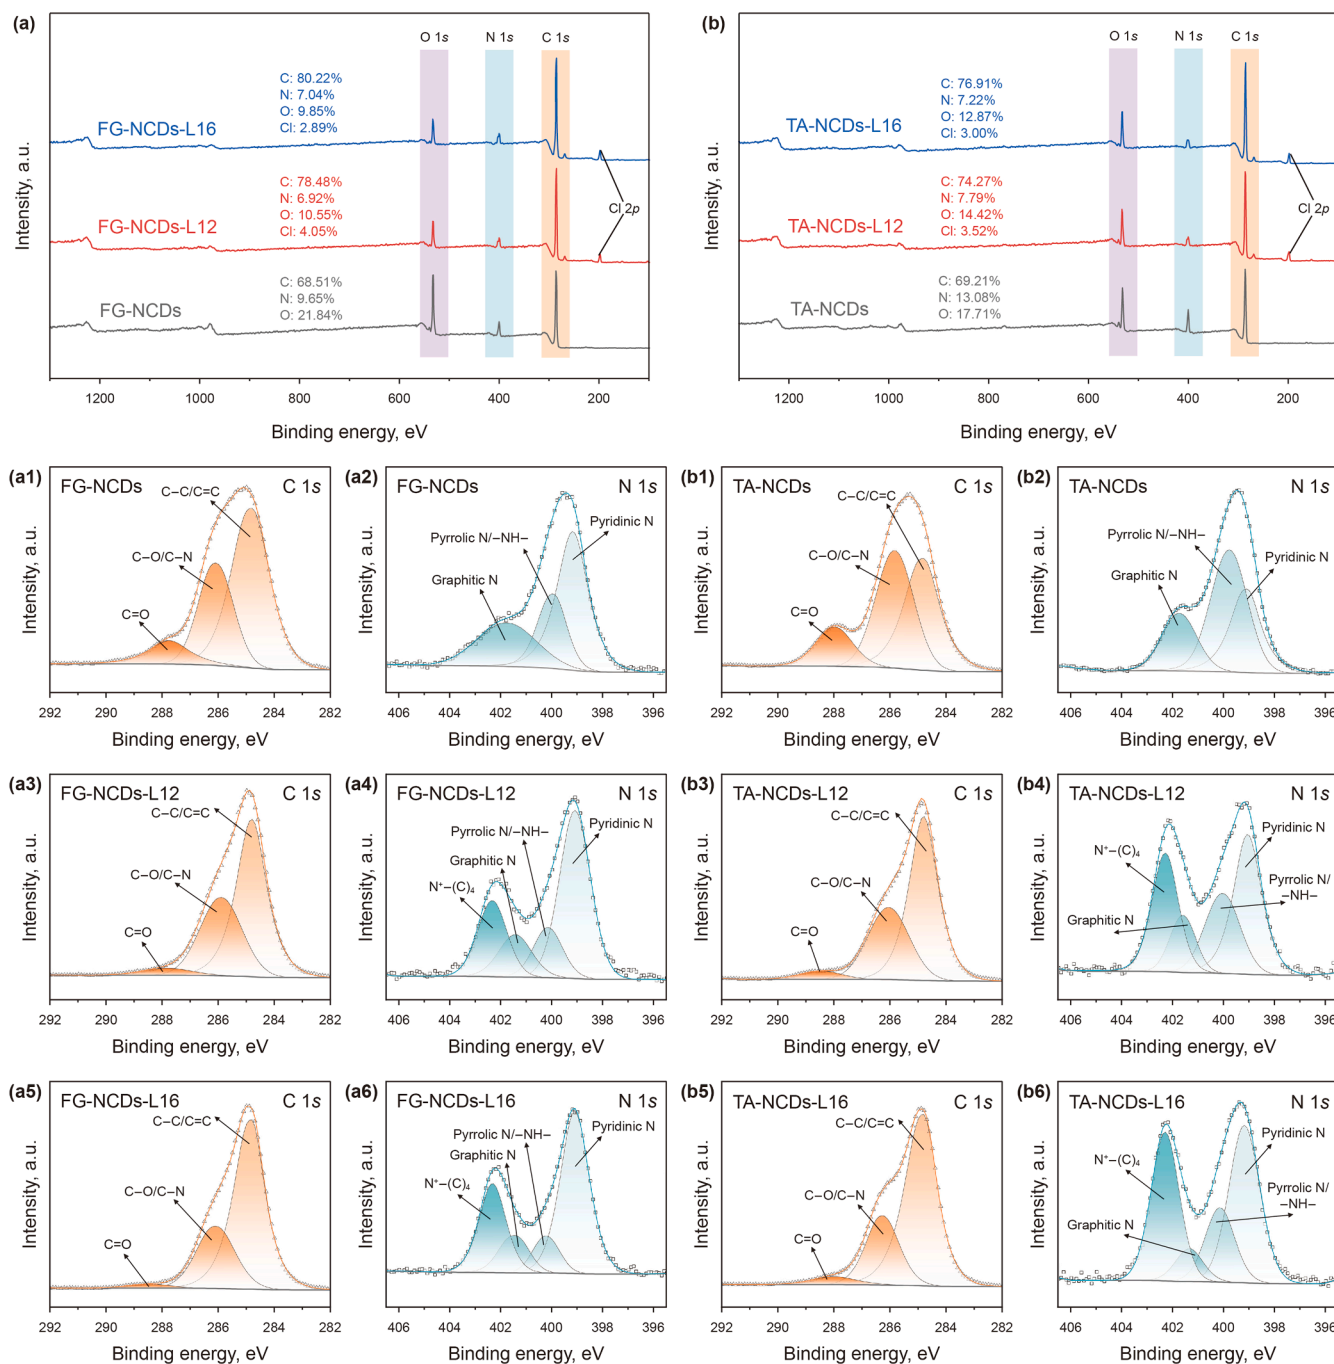 (a)
O 1s
N 1s
C 1s
C: 80.22%
N: 7.04%
O: 9.85%
Cl: 2.89%
FG-NCDs-L16
C: 78.48%
N: 6.92%
O: 10.55%
Cl: 4.05%
FG-NCDs-L12
Cl 2p
C: 68.51%
N: 9.65%
O: 21.84%
FG-NCDs
Intensity, a.u.
1200 1000 800 600 400 200
Binding energy, eV
(b)
O 1s
N 1s
C 1s
C: 76.91%
N: 7.22%
O: 12.87%
Cl: 3.00%
TA-NCDs-L16
C: 74.27%
N: 7.79%
O: 14.42%
Cl: 3.52%
TA-NCDs-L12
Cl 2p
C: 69.21%
N: 13.08%
O: 17.71%
TA-NCDs
Intensity, a.u.
1200 1000 800 600 400 200
Binding energy, eV
(a1)
FG-NCDs
C 1s
C–C/C=C
C–O/C–N
C=O
Intensity, a.u.
292 290 288 286 284 282
Binding energy, eV
(a2)
FG-NCDs
N 1s
Pyridinic N
Pyrrolic N/–NH–
Graphitic N
Intensity, a.u.
406 404 402 400 398 396
Binding energy, eV
(b1)
TA-NCDs
C 1s
C–C/C=C
C–O/C–N
C=O
Intensity, a.u.
292 290 288 286 284 282
Binding energy, eV
(b2)
TA-NCDs
N 1s
Pyrrolic N/–NH–
Pyridinic N
Graphitic N
Intensity, a.u.
406 404 402 400 398 396
Binding energy, eV
(a3)
FG-NCDs-L12
C 1s
C–C/C=C
C–O/C–N
C=O
Intensity, a.u.
292 290 288 286 284 282
Binding energy, eV
(a4)
FG-NCDs-L12
N 1s
Pyridinic N
Pyrrolic N/–NH–
Graphitic N
N⁺–(C)₄
Intensity, a.u.
406 404 402 400 398 396
Binding energy, eV
(b3)
TA-NCDs-L12
C 1s
C–C/C=C
C–O/C–N
C=O
Intensity, a.u.
292 290 288 286 284 282
Binding energy, eV
(b4)
TA-NCDs-L12
N 1s
Pyridinic N
N⁺–(C)₄
Pyrrolic N/
–NH–
Graphitic N
Intensity, a.u.
406 404 402 400 398 396
Binding energy, eV
(a5)
FG-NCDs-L16
C 1s
C–C/C=C
C–O/C–N
C=O
Intensity, a.u.
292 290 288 286 284 282
Binding energy, eV
(a6)
FG-NCDs-L16
N 1s
Pyridinic N
Pyrrolic N/–NH–
Graphitic N
N⁺–(C)₄
Intensity, a.u.
406 404 402 400 398 396
Binding energy, eV
(b5)
TA-NCDs-L16
C 1s
C–C/C=C
C–O/C–N
C=O
Intensity, a.u.
292 290 288 286 284 282
Binding energy, eV
(b6)
TA-NCDs-L16
N 1s
Pyridinic N
N⁺–(C)₄
Pyrrolic N/
–NH–
Graphitic N
Intensity, a.u.
406 404 402 400 398 396
Binding energy, eV